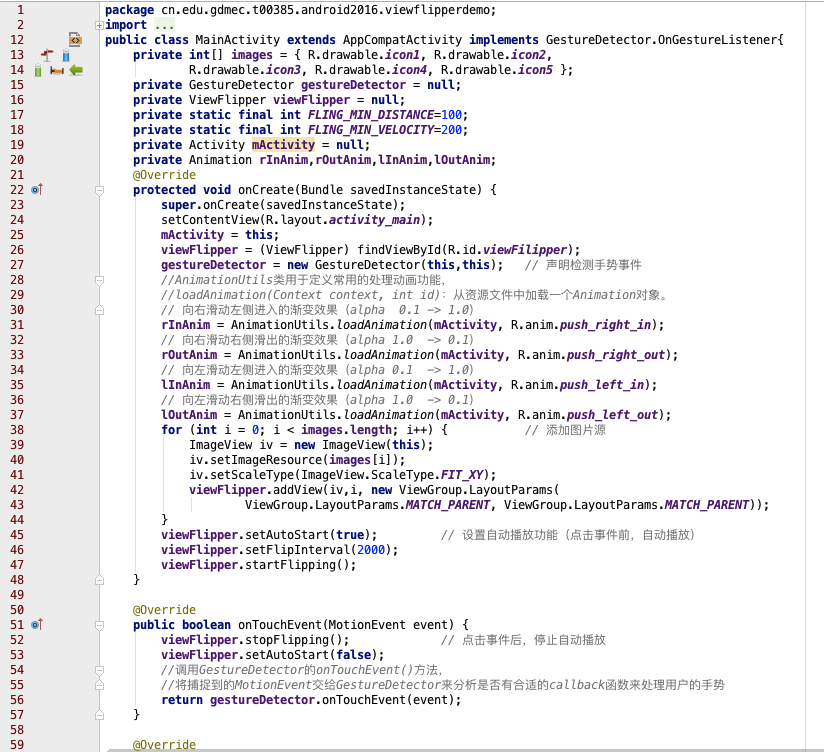 1 package cn.edu.gdmec.t00385.android2016.viewflipperdemo;
2 import ...
12 public class MainActivity extends AppCompatActivity implements GestureDetector.OnGestureListener{
13 private int[] images = { R.drawable.icon1, R.drawable.icon2,
14 R.drawable.icon3, R.drawable.icon4, R.drawable.icon5 };
15 private GestureDetector gestureDetector = null;
16 private ViewFlipper viewFlipper = null;
17 private static final int FLING_MIN_DISTANCE=100;
18 private static final int FLING_MIN_VELOCITY=200;
19 private Activity mActivity = null;
20 private Animation rInAnim,rOutAnim,lInAnim,lOutAnim;
21 @Override
22 protected void onCreate(Bundle savedInstanceState) {
23 super.onCreate(savedInstanceState);
24 setContentView(R.layout.activity_main);
25 mActivity = this;
26 viewFlipper = (ViewFlipper) findViewById(R.id.viewFilipper);
27 gestureDetector = new GestureDetector(this,this); // 声明检测手势事件
28 //AnimationUtils类用于定义常用的处理动画功能，
29 //loadAnimation(Context context, int id)：从资源文件中加载一个Animation对象。
30 // 向右滑动左侧进入的渐变效果（alpha 0.1 -> 1.0）
31 rInAnim = AnimationUtils.loadAnimation(mActivity, R.anim.push_right_in);
32 // 向右滑动右侧滑出的渐变效果（alpha 1.0 -> 0.1）
33 rOutAnim = AnimationUtils.loadAnimation(mActivity, R.anim.push_right_out);
34 // 向左滑动左侧进入的渐变效果（alpha 0.1 -> 1.0）
35 lInAnim = AnimationUtils.loadAnimation(mActivity, R.anim.push_left_in);
36 // 向左滑动右侧滑出的渐变效果（alpha 1.0 -> 0.1）
37 lOutAnim = AnimationUtils.loadAnimation(mActivity, R.anim.push_left_out);
38 for (int i = 0; i < images.length; i++) { // 添加图片源
39 ImageView iv = new ImageView(this);
40 iv.setImageResource(images[i]);
41 iv.setScaleType(ImageView.ScaleType.FIT_XY);
42 viewFlipper.addView(iv,i, new ViewGroup.LayoutParams(
43 ViewGroup.LayoutParams.MATCH_PARENT, ViewGroup.LayoutParams.MATCH_PARENT));
44 }
45 viewFlipper.setAutoStart(true); // 设置自动播放功能（点击事件前，自动播放）
46 viewFlipper.setFlipInterval(2000);
47 viewFlipper.startFlipping();
48 }
49
50 @Override
51 public boolean onTouchEvent(MotionEvent event) {
52 viewFlipper.stopFlipping(); // 点击事件后，停止自动播放
53 viewFlipper.setAutoStart(false);
54 //调用GestureDetector的onTouchEvent()方法，
55 //将捕捉到的MotionEvent交给GestureDetector来分析是否有合适的callback函数来处理用户的手势
56 return gestureDetector.onTouchEvent(event);
57 }
58
59 @Override